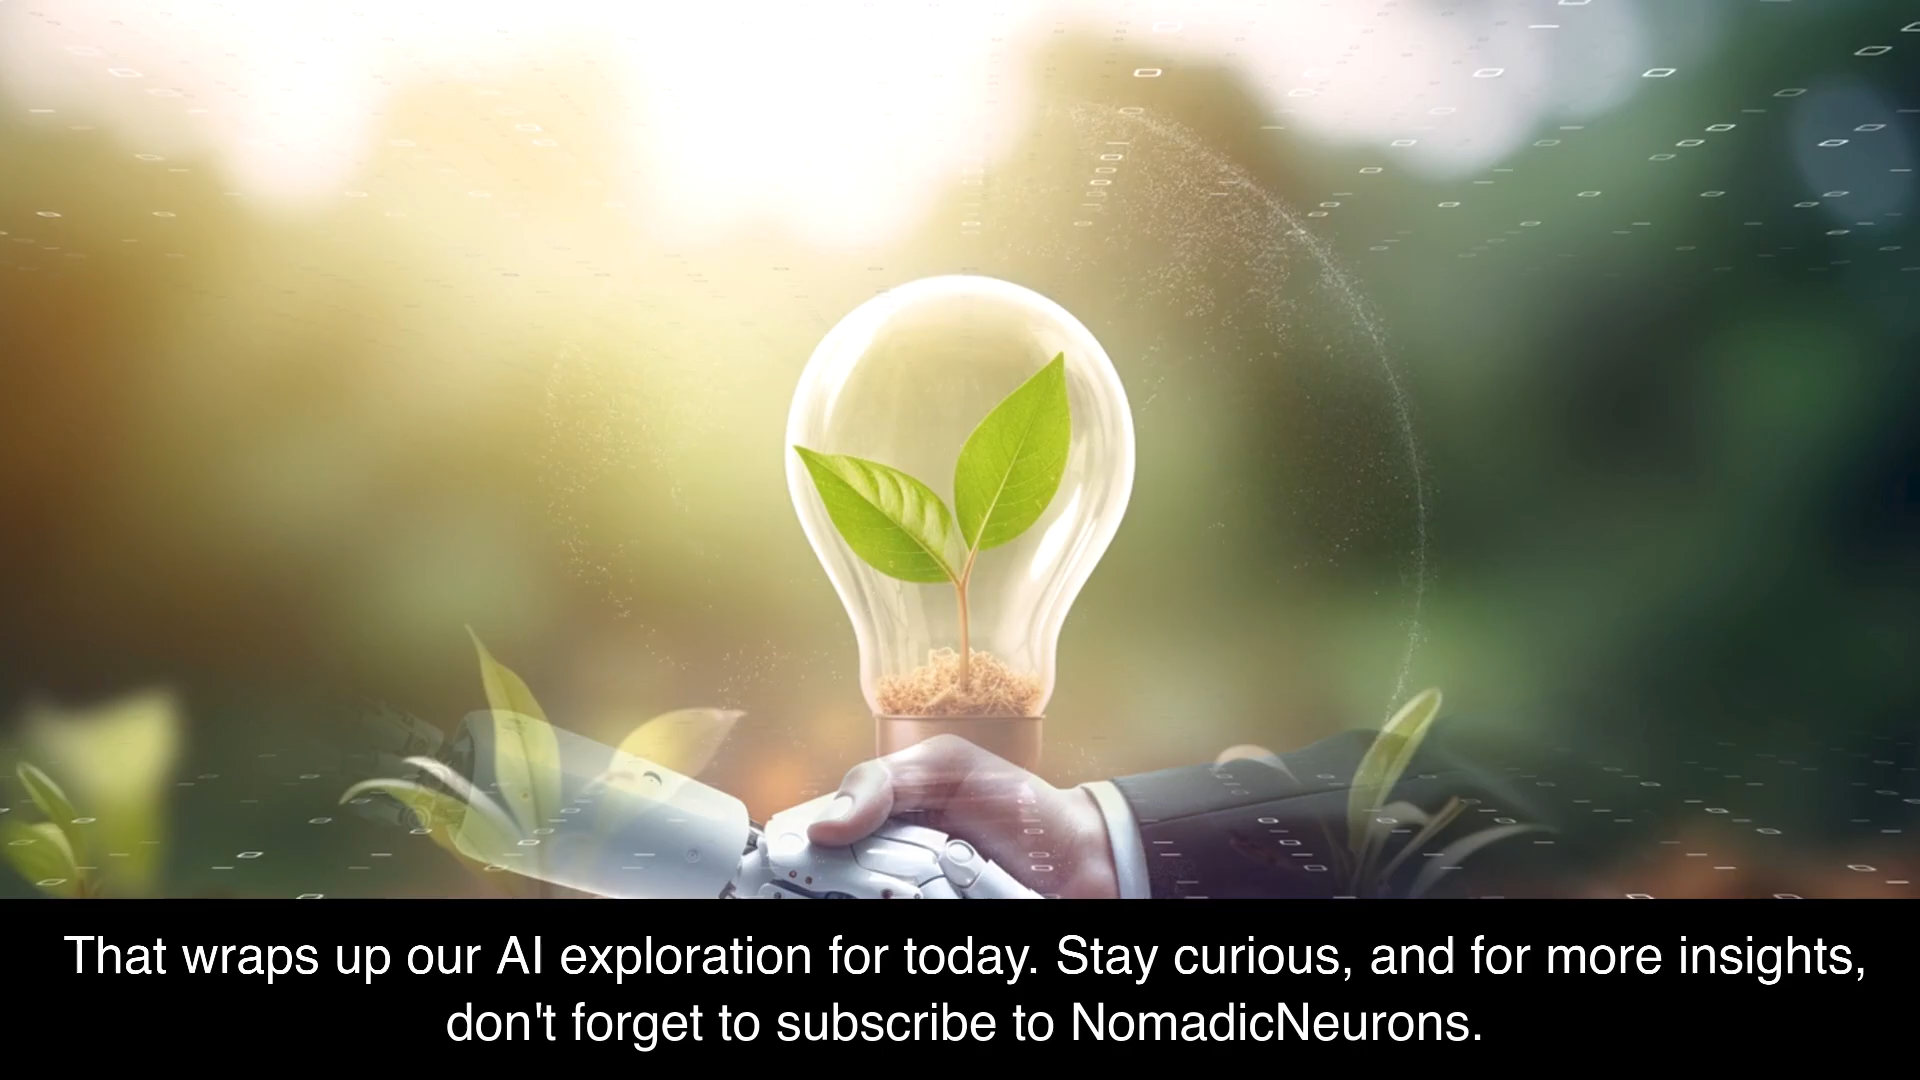 That wraps up our AI exploration for today. Stay curious, and for more insights,
don't forget to subscribe to NomadicNeurons.